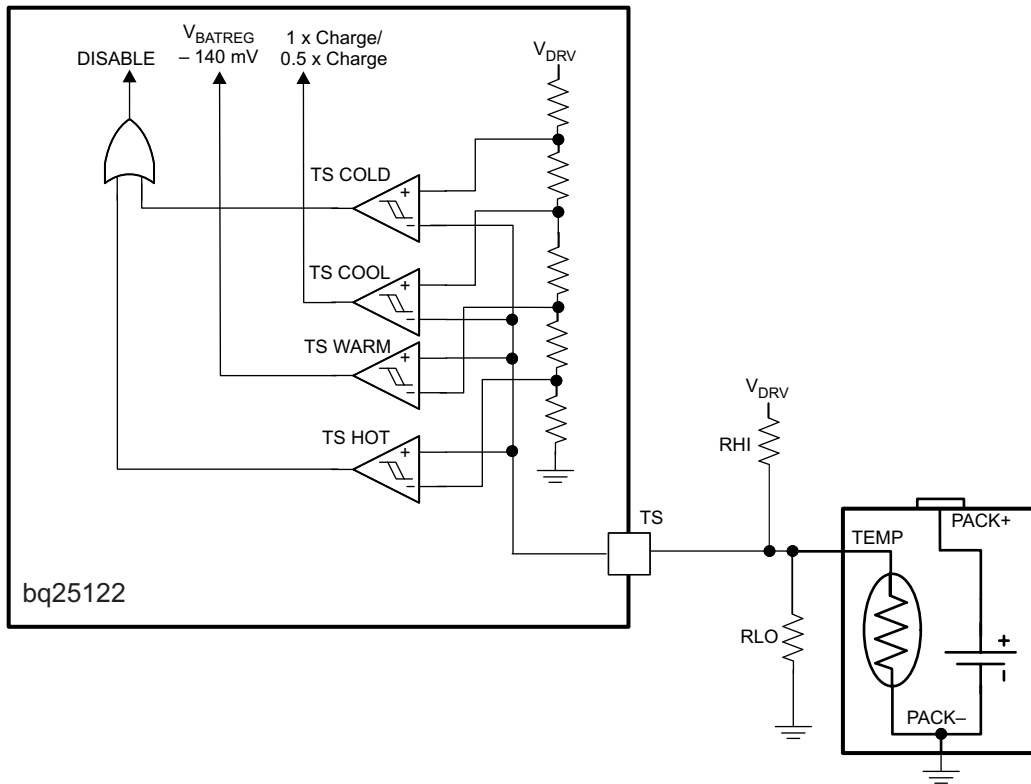 DISABLE
VBATREG
– 140 mV
1 x Charge/
0.5 x Charge
VDRV
TS COLD
+
–
TS COOL
+
–
TS WARM
+
–
TS HOT
+
–
bq25122
TS
VDRV
RHI
RLO
TEMP
PACK+
+
–
PACK–